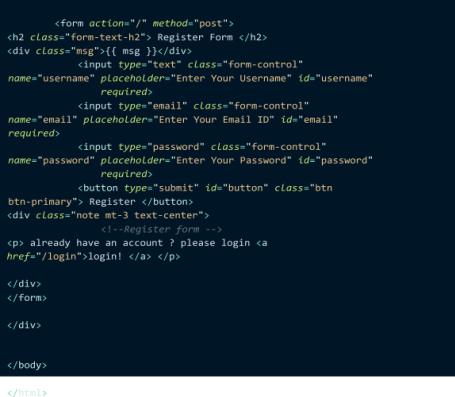 <form action="/" method="post">
<h2 class="form-text-h2"> Register Form </h2>
<div class="msg">{{ msg }}</div>
<input type="text" class="form-control"
name="username" placeholder="Enter Your Username" id="username"
required>
<input type="email" class="form-control"
name="email" placeholder="Enter Your Email ID" id="email"
required>
<input type="password" class="form-control"
name="password" placeholder="Enter Your Password" id="password"
required>
<button type="submit" id="button" class="btn
btn-primary"> Register </button>
<div class="note mt-3 text-center">
<!--Register form -->
<p> already have an account ? please login <a
href="/login">login! </a> </p>
</div>
</form>
</div>
</body>
</html>